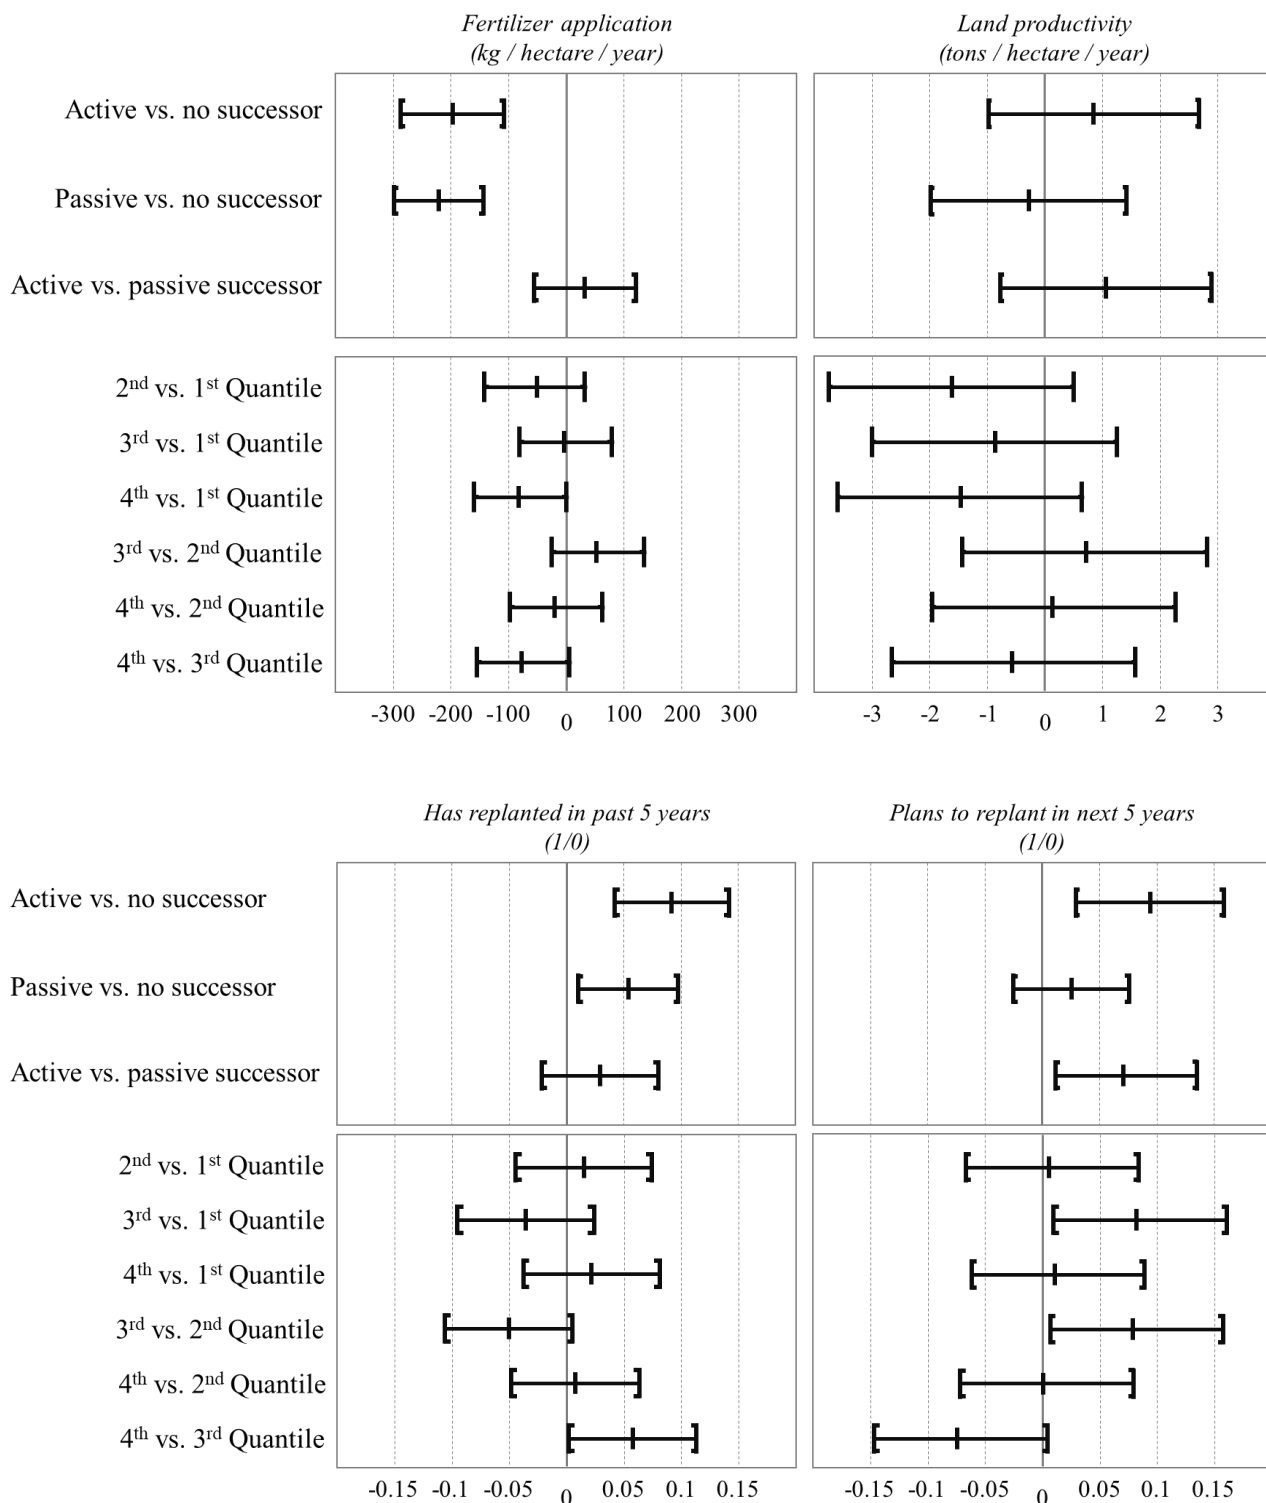 Fertilizer application
(kg / hectare / year)
Land productivity
(tons / hectare / year)
Active vs. no successor
Passive vs. no successor
Active vs. passive successor
2nd vs. 1st Quantile
3rd vs. 1st Quantile
4th vs. 1st Quantile
3rd vs. 2nd Quantile
4th vs. 2nd Quantile
4th vs. 3rd Quantile
-300 -200 -100 0 100 200 300
-3 -2 -1 0 1 2 3
Has replanted in past 5 years
(1/0)
Plans to replant in next 5 years
(1/0)
Active vs. no successor
Passive vs. no successor
Active vs. passive successor
2nd vs. 1st Quantile
3rd vs. 1st Quantile
4th vs. 1st Quantile
3rd vs. 2nd Quantile
4th vs. 2nd Quantile
4th vs. 3rd Quantile
-0.15 -0.1 -0.05 0 0.05 0.1 0.15
-0.15 -0.1 -0.05 0 0.05 0.1 0.15